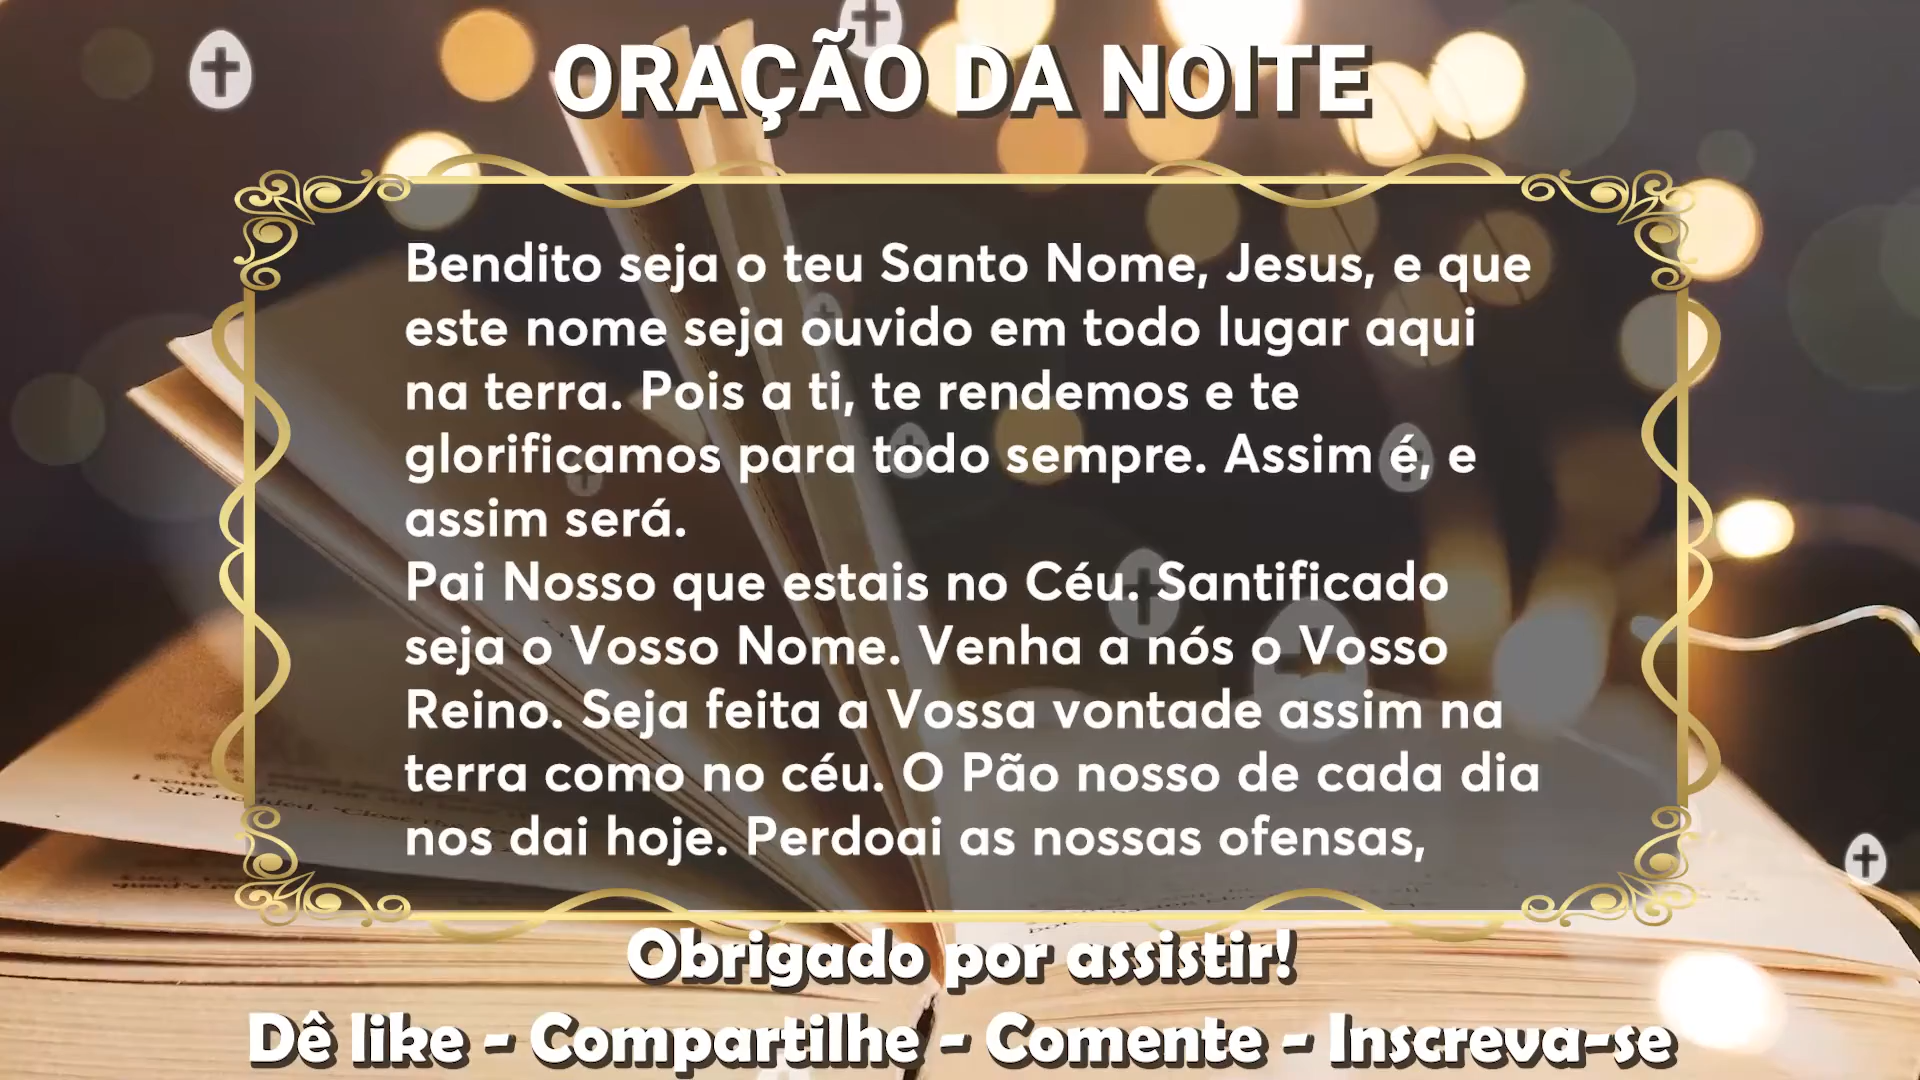 ORAÇÃO DA NOITE
Bendito seja o teu Santo Nome, Jesus, e que
este nome seja ouvido em todo lugar aqui
na terra. Pois a ti, te rendemos e te
glorificamos para todo sempre. Assim é, e
assim será.
Pai Nosso que estais no Céu. Santificado
seja o Vosso Nome. Venha a nós o Vosso
Reino. Seja feita a Vossa vontade assim na
terra como no céu. O Pão nosso de cada dia
nos dai hoje. Perdoai as nossas ofensas,
Obrigado por assistir!
Dê like - Compartilhe - Comente - Inscreva-se